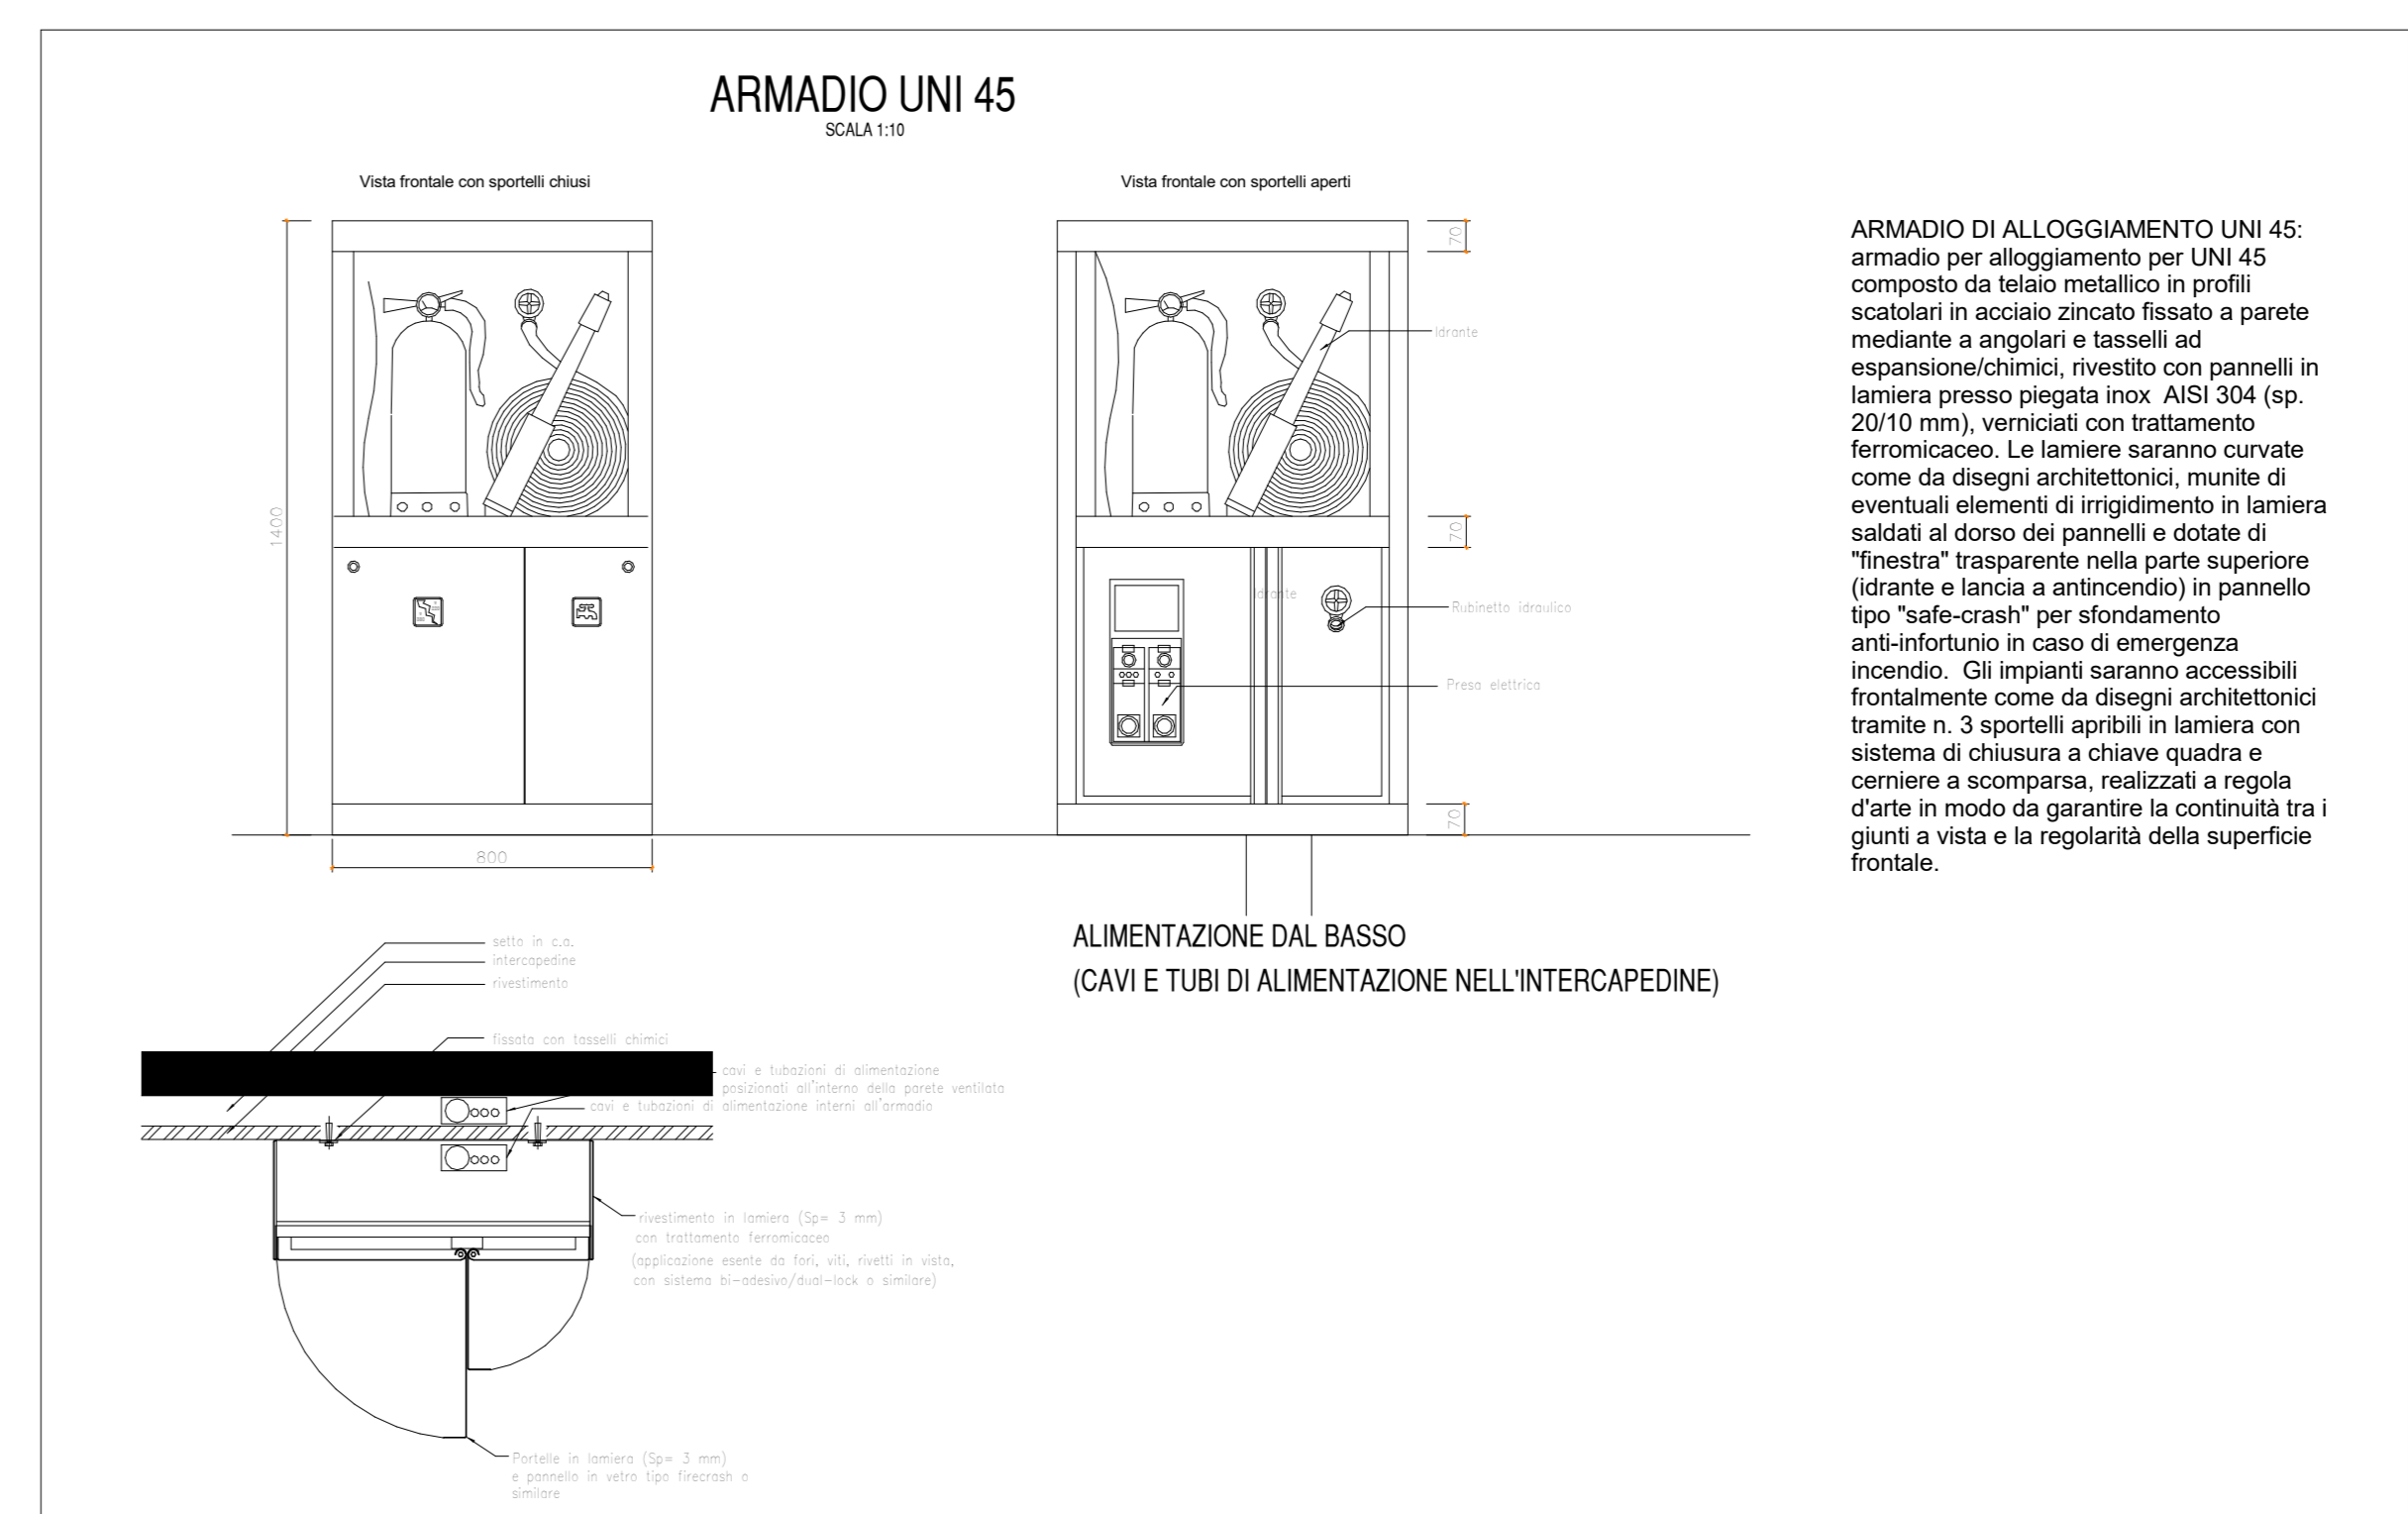 ARMADIO UNI 45
SCALA 1:10
Vista frontale con sportelli chiusi
Vista frontale con sportelli aperti
1400
800
70
70
70
Idrante
Idrante
Rubinetto idraulico
Presa elettrica
ALIMENTAZIONE DAL BASSO
(CAVI E TUBI DI ALIMENTAZIONE NELL'INTERCAPEDINE)
ARMADIO DI ALLOGGIAMENTO UNI 45:
armadio per alloggiamento per UNI 45
composto da telaio metallico in profili
scatolari in acciaio zincato fissato a parete
mediante a angolari e tasselli ad
espansione/chimici, rivestito con pannelli in
lamiera presso piegata inox  AISI 304 (sp.
20/10 mm), verniciati con trattamento
ferromicaceo. Le lamiere saranno curvate
come da disegni architettonici, munite di
eventuali elementi di irrigidimento in lamiera
saldati al dorso dei pannelli e dotate di
"finestra" trasparente nella parte superiore
(idrante e lancia a antincendio) in pannello
tipo "safe-crash" per sfondamento
anti-infortunio in caso di emergenza
incendio.  Gli impianti saranno accessibili
frontalmente come da disegni architettonici
tramite n. 3 sportelli apribili in lamiera con
sistema di chiusura a chiave quadra e
cerniere a scomparsa, realizzati a regola
d'arte in modo da garantire la continuità tra i
giunti a vista e la regolarità della superficie
frontale.
setto in c.a.
intercapedine
rivestimento
fissata con tasselli chimici
cavi e tubazioni di alimentazione
posizionati all'interno della parete ventilata
cavi e tubazioni di alimentazione interni all'armadio
rivestimento in lamiera (Sp= 3 mm)
con trattamento ferromicaceo
(applicazione esente da fori, viti, rivetti in vista,
con sistema bi-adesivo/dual-lock o similare)
Portelle in lamiera (Sp= 3 mm)
e pannello in vetro tipo firecrash o
similare